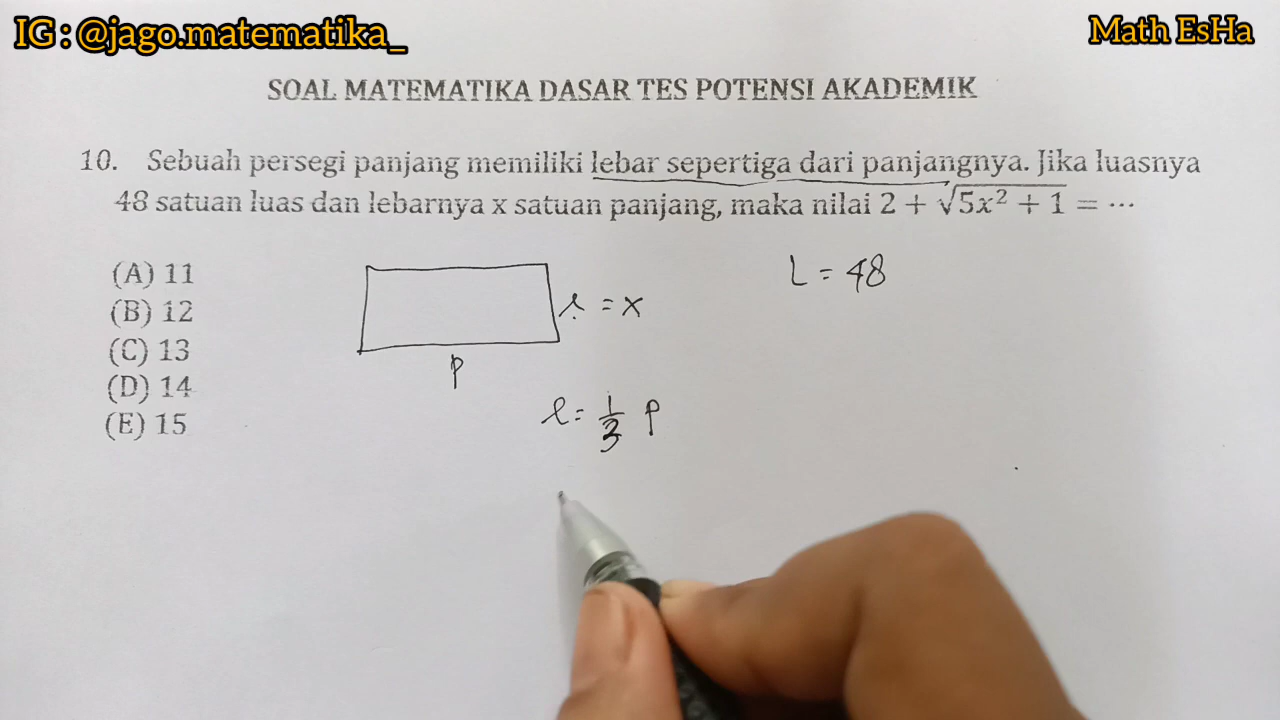 IG : @jago.matematika_
Math EsHa
SOAL MATEMATIKA DASAR TES POTENSI AKADEMIK
10. Sebuah persegi panjang memiliki lebar sepertiga dari panjangnya. Jika luasnya
48 satuan luas dan lebarnya x satuan panjang, maka nilai 2 + √5x² + 1 = ⋯
(A) 11
(B) 12
(C) 13
(D) 14
(E) 15
L = 48
l = x
p
l = 1/3 p